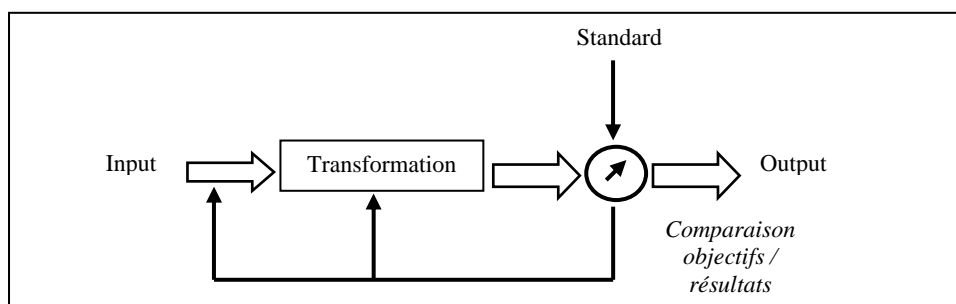 Standard
Input
Transformation
Output
Comparaison
objectifs /
résultats